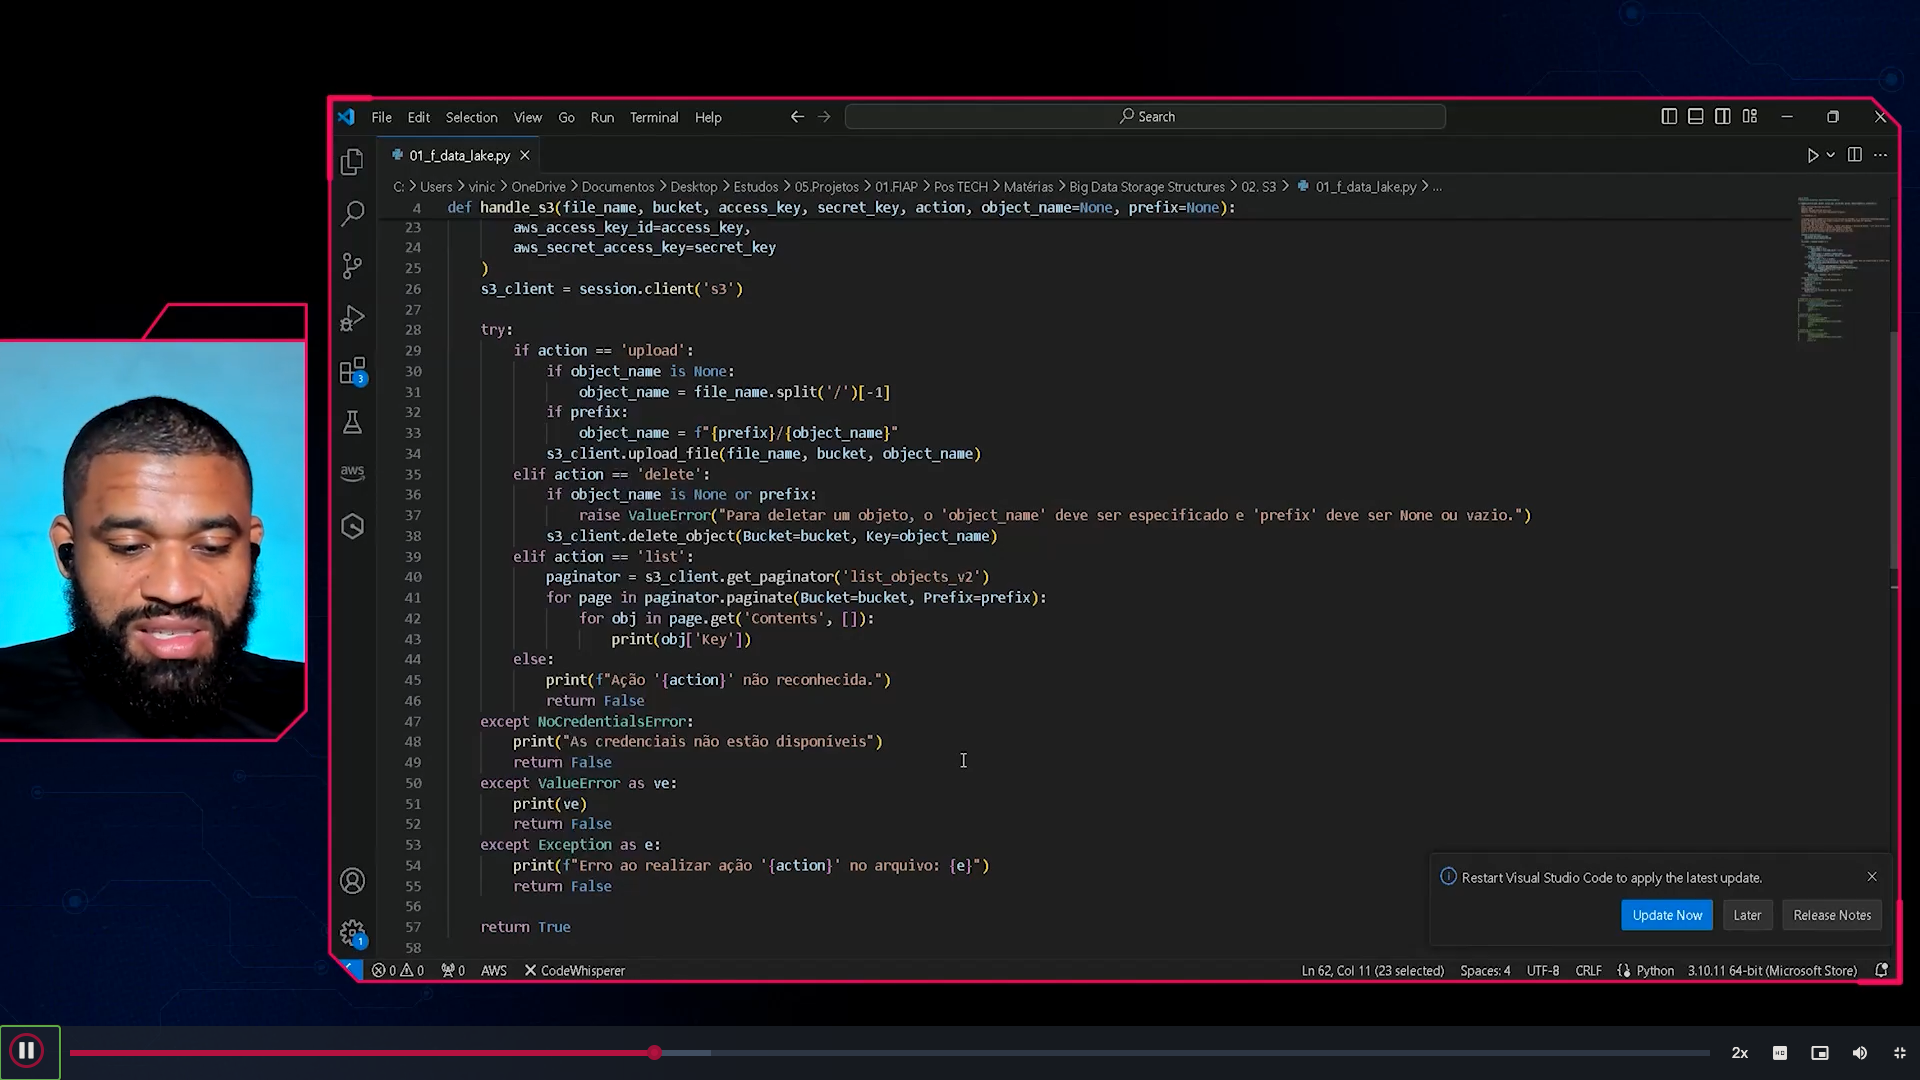 File Edit Selection View Go Run Terminal Help
Search
01_f_data_lake.py
C: > Users > vinic > OneDrive > Documentos > Desktop > Estudos > 05.Projetos > 01.FIAP > Pos TECH > Matérias > Big Data Storage Structures > 02. S3 > 01_f_data_lake.py > ...
4 def handle_s3(file_name, bucket, access_key, secret_key, action, object_name=None, prefix=None):
23 aws_access_key_id=access_key,
24 aws_secret_access_key=secret_key
25 )
26 s3_client = session.client('s3')
27
28 try:
29 if action == 'upload':
30 if object_name is None:
31 object_name = file_name.split('/')[-1]
32 if prefix:
33 object_name = f"{prefix}/{object_name}"
34 s3_client.upload_file(file_name, bucket, object_name)
35 elif action == 'delete':
36 if object_name is None or prefix:
37 raise ValueError("Para deletar um objeto, o 'object_name' deve ser especificado e 'prefix' deve ser None ou vazio.")
38 s3_client.delete_object(Bucket=bucket, Key=object_name)
39 elif action == 'list':
40 paginator = s3_client.get_paginator('list_objects_v2')
41 for page in paginator.paginate(Bucket=bucket, Prefix=prefix):
42 for obj in page.get('Contents', []):
43 print(obj['Key'])
44 else:
45 print(f"Ação '{action}' não reconhecida.")
46 return False
47 except NoCredentialsError:
48 print("As credenciais não estão disponíveis")
49 return False
50 except ValueError as ve:
51 print(ve)
52 return False
53 except Exception as e:
54 print(f"Erro ao realizar ação '{action}' no arquivo: {e}")
55 return False
56
57 return True
58
aws
3
1
Restart Visual Studio Code to apply the latest update.
Update Now Later Release Notes
0 0 0 AWS CodeWhisperer
Ln 62, Col 11 (23 selected) Spaces: 4 UTF-8 CRLF Python 3.10.11 64-bit (Microsoft Store)
2x